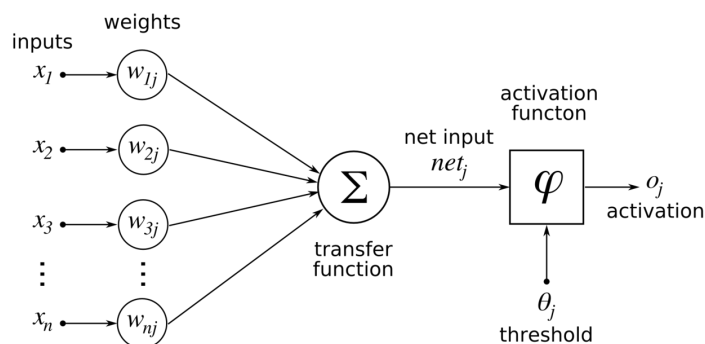 weights
inputs
x1
w1j
x2
w2j
x3
w3j
⋮
⋮
xn
wnj
Σ
transfer
function
net input
netj
activation
functon
φ
oj
activation
θj
threshold